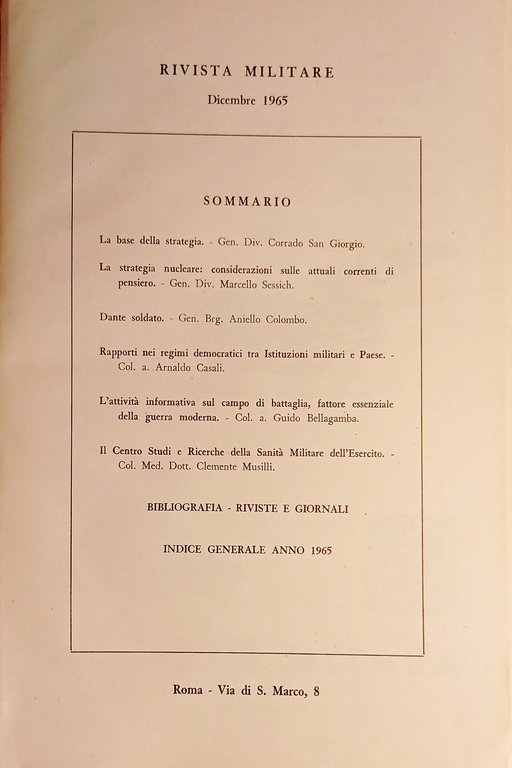 RIVISTA MILITARE
Dicembre 1965
SOMMARIO
La base della strategia. - Gen. Div. Corrado San Giorgio.
La strategia nucleare: considerazioni sulle attuali correnti di
pensiero. - Gen. Div. Marcello Sessich.
Dante soldato. - Gen. Brg. Aniello Colombo.
Rapporti nei regimi democratici tra Istituzioni militari e Paese. -
Col. a. Arnaldo Casali.
L'attività informativa sul campo di battaglia, fattore essenziale
della guerra moderna. - Col. a. Guido Bellagamba.
Il Centro Studi e Ricerche della Sanità Militare dell'Esercito. -
Col. Med. Dott. Clemente Musilli.
BIBLIOGRAFIA - RIVISTE E GIORNALI
INDICE GENERALE ANNO 1965
Roma - Via di S. Marco, 8